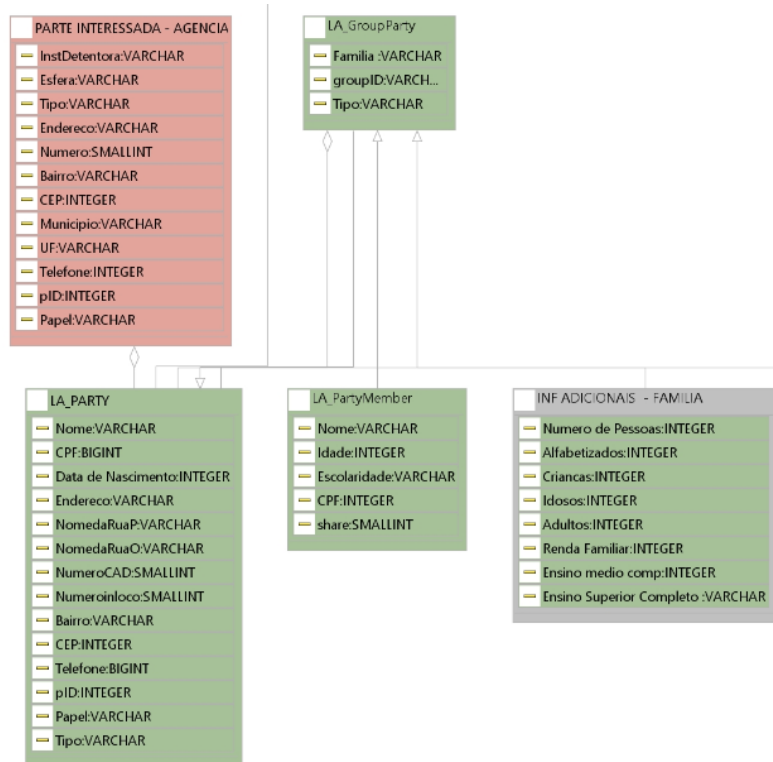 PARTE INTERESSADA - AGENCIA
InstDetentora:VARCHAR
Esfera:VARCHAR
Tipo:VARCHAR
Endereco:VARCHAR
Numero:SMALLINT
Bairro:VARCHAR
CEP:INTEGER
Municipio:VARCHAR
UF:VARCHAR
Telefone:INTEGER
pID:INTEGER
Papel:VARCHAR
LA_GroupParty
Familia :VARCHAR
groupID:VARCH...
Tipo:VARCHAR
LA_PARTY
Nome:VARCHAR
CPF:BIGINT
Data de Nascimento:INTEGER
Endereco:VARCHAR
NomedaRuaP:VARCHAR
NomedaRuaO:VARCHAR
NumeroCAD:SMALLINT
Numeroinloco:SMALLINT
Bairro:VARCHAR
CEP:INTEGER
Telefone:BIGINT
pID:INTEGER
Papel:VARCHAR
Tipo:VARCHAR
LA_PartyMember
Nome:VARCHAR
Idade:INTEGER
Escolaridade:VARCHAR
CPF:INTEGER
share:SMALLINT
INF ADICIONAIS - FAMILIA
Numero de Pessoas:INTEGER
Alfabetizados:INTEGER
Criancas:INTEGER
Idosos:INTEGER
Adultos:INTEGER
Renda Familiar:INTEGER
Ensino medio comp:INTEGER
Ensino Superior Completo :VARCHAR